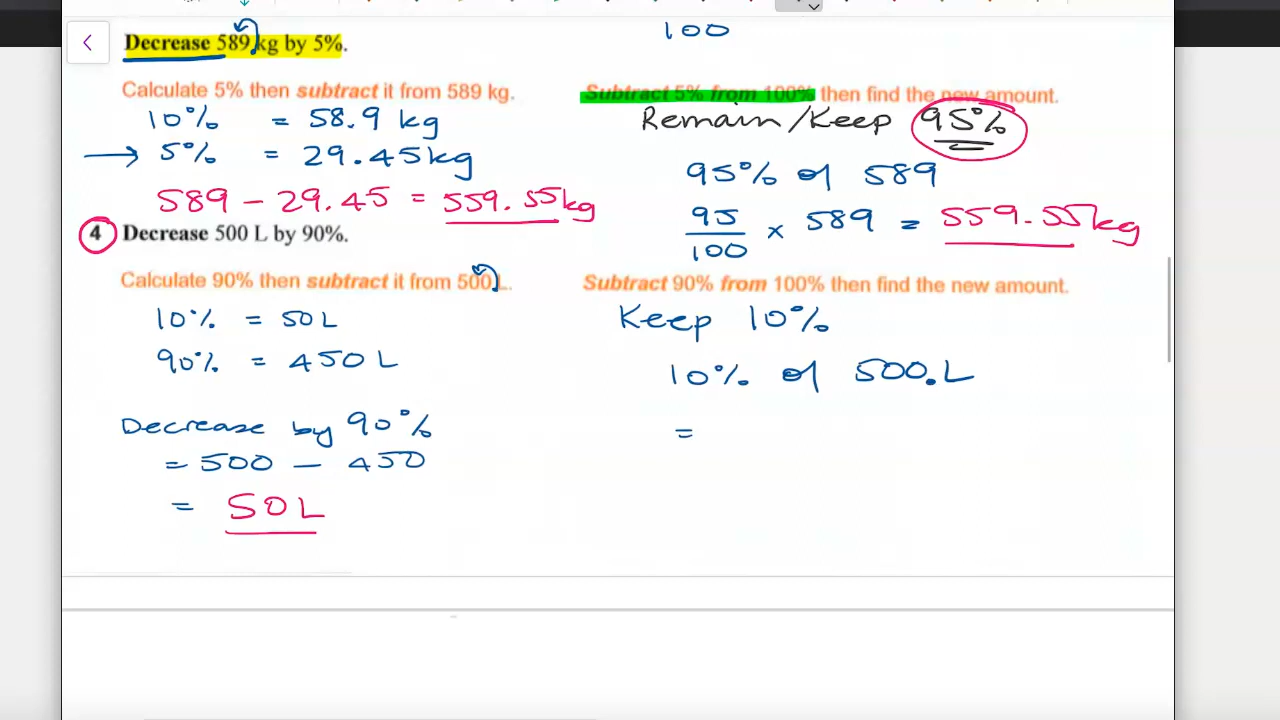 100
Decrease 589 kg by 5%.
Calculate 5% then subtract it from 589 kg.
10% = 58.9 kg
5% = 29.45kg
589 - 29.45 = 559.55kg
Subtract 5% from 100% then find the new amount.
Remain/Keep 95%
95% of 589
95/100 × 589 = 559.55kg
4 Decrease 500 L by 90%.
Calculate 90% then subtract it from 500 L.
10% = 50L
90% = 450 L
Decrease by 90%
= 500 - 450
= 50L
Subtract 90% from 100% then find the new amount.
Keep 10%
10% of 500.L
=